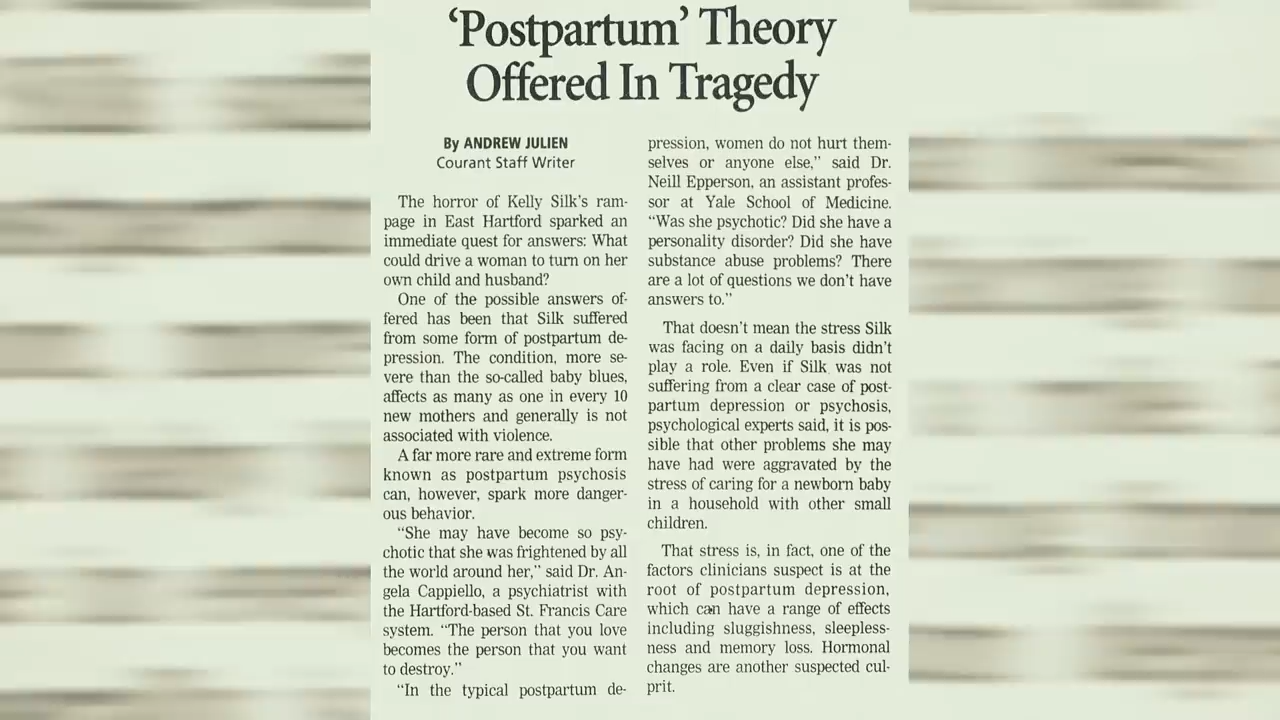 ‘Postpartum’ Theory
Offered In Tragedy
By ANDREW JULIEN
Courant Staff Writer
The horror of Kelly Silk’s ram-
page in East Hartford sparked an
immediate quest for answers: What
could drive a woman to turn on her
own child and husband?
One of the possible answers of-
fered has been that Silk suffered
from some form of postpartum de-
pression. The condition, more se-
vere than the so-called baby blues,
affects as many as one in every 10
new mothers and generally is not
associated with violence.
A far more rare and extreme form
known as postpartum psychosis
can, however, spark more danger-
ous behavior.
“She may have become so psy-
chotic that she was frightened by all
the world around her,” said Dr. An-
gela Cappiello, a psychiatrist with
the Hartford-based St. Francis Care
system. “The person that you love
becomes the person that you want
to destroy.”
“In the typical postpartum de-
pression, women do not hurt them-
selves or anyone else,” said Dr.
Neill Epperson, an assistant profes-
sor at Yale School of Medicine.
“Was she psychotic? Did she have a
personality disorder? Did she have
substance abuse problems? There
are a lot of questions we don’t have
answers to.”
That doesn’t mean the stress Silk
was facing on a daily basis didn’t
play a role. Even if Silk was not
suffering from a clear case of post-
partum depression or psychosis,
psychological experts said, it is pos-
sible that other problems she may
have had were aggravated by the
stress of caring for a newborn baby
in a household with other small
children.
That stress is, in fact, one of the
factors clinicians suspect is at the
root of postpartum depression,
which can have a range of effects
including sluggishness, sleepless-
ness and memory loss. Hormonal
changes are another suspected cul-
prit.